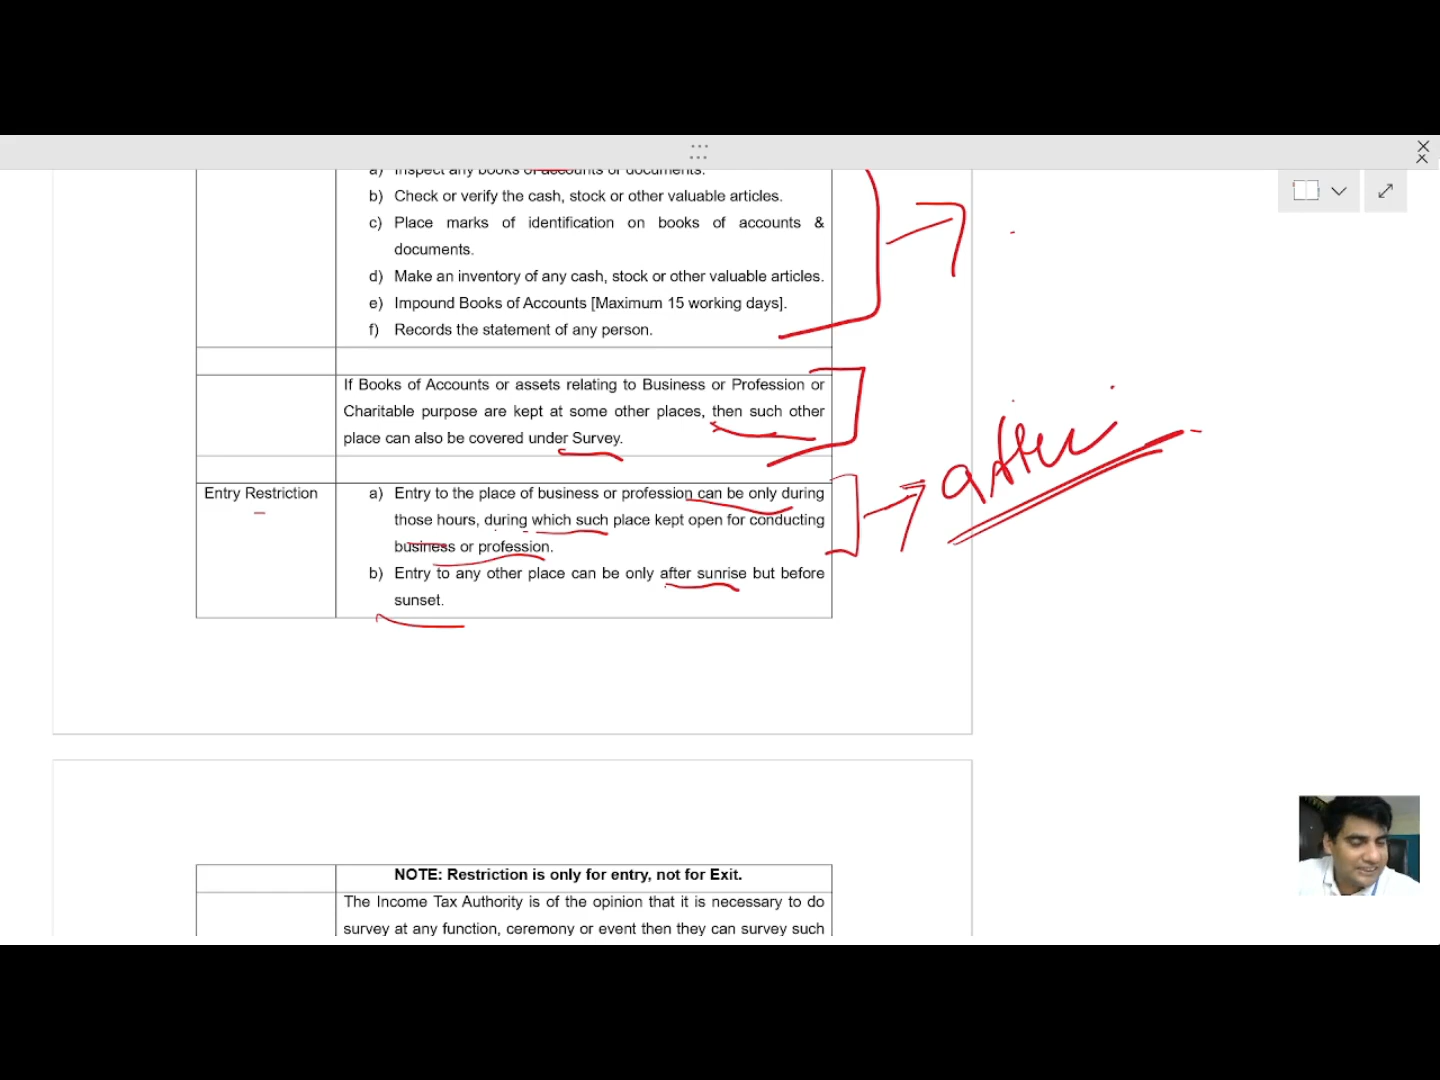 a) Inspect any books of accounts or documents.
b) Check or verify the cash, stock or other valuable articles.
c) Place marks of identification on books of accounts &
documents.
d) Make an inventory of any cash, stock or other valuable articles.
e) Impound Books of Accounts [Maximum 15 working days].
f) Records the statement of any person.
If Books of Accounts or assets relating to Business or Profession or
Charitable purpose are kept at some other places, then such other
place can also be covered under Survey.
Entry Restriction
a) Entry to the place of business or profession can be only during
those hours, during which such place kept open for conducting
business or profession.
b) Entry to any other place can be only after sunrise but before
sunset.
after
NOTE: Restriction is only for entry, not for Exit.
The Income Tax Authority is of the opinion that it is necessary to do
survey at any function, ceremony or event then they can survey such